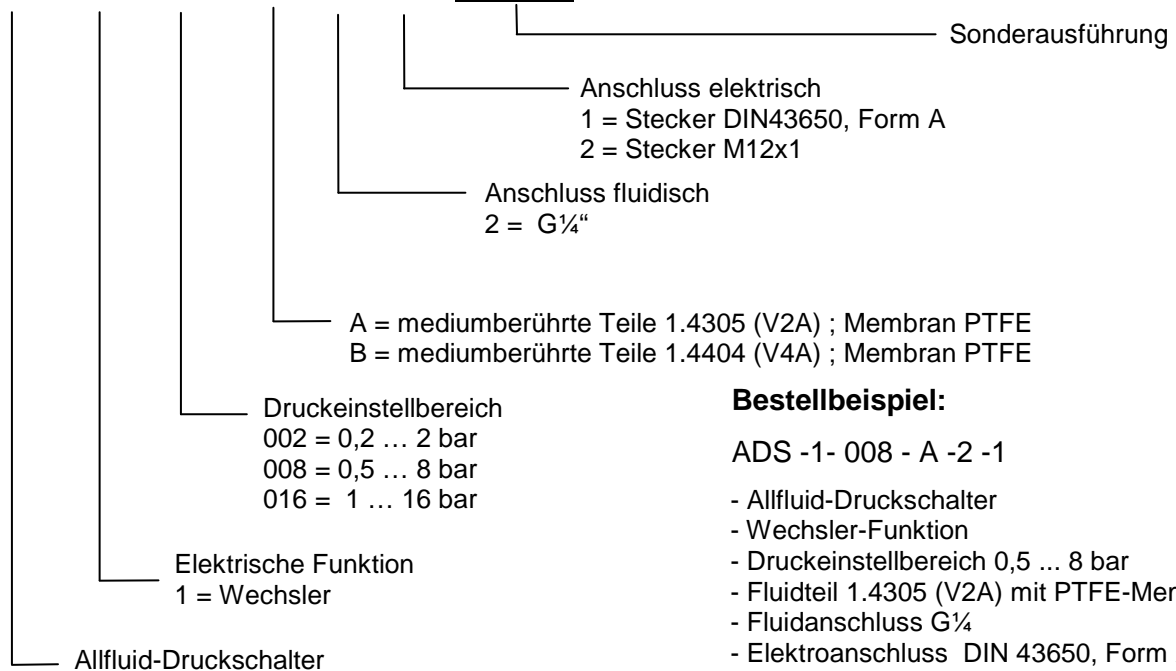 Sonderausführung
Anschluss elektrisch
1 = Stecker DIN43650, Form A
2 = Stecker M12x1
Anschluss fluidisch
2 = G¼“
A = mediumberührte Teile 1.4305 (V2A) ; Membran PTFE
B = mediumberührte Teile 1.4404 (V4A) ; Membran PTFE
Druckeinstellbereich
002 = 0,2 … 2 bar
008 = 0,5 … 8 bar
016 = 1 … 16 bar
Elektrische Funktion
1 = Wechsler
Allfluid-Druckschalter
Bestellbeispiel:
ADS -1- 008 - A -2 -1
- Allfluid-Druckschalter
- Wechsler-Funktion
- Druckeinstellbereich 0,5 ... 8 bar
- Fluidteil 1.4305 (V2A) mit
- Fluidanschluss G¼
- Elektroanschluss DIN 43650, Form